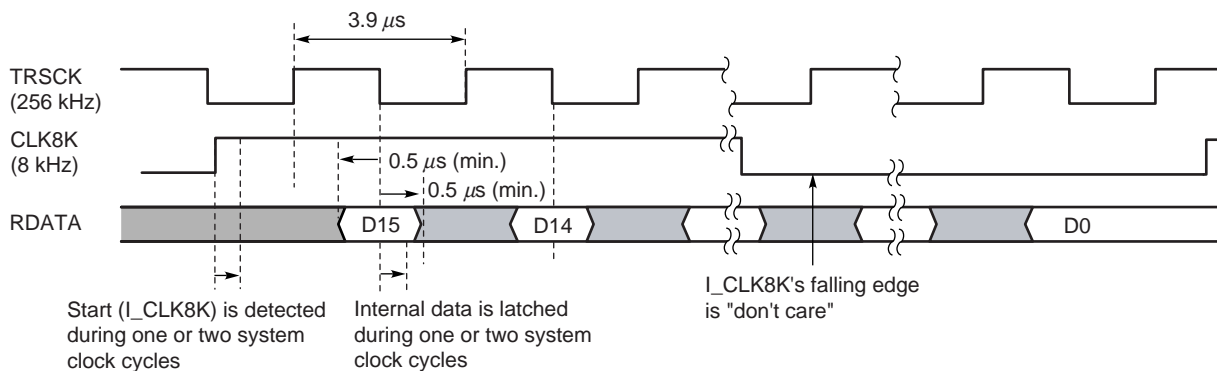 3.9 μs
TRSCK
(256 kHz)
CLK8K
(8 kHz)
0.5 μs (min.)
0.5 μs (min.)
RDATA
D15
D14
D0
Start (I_CLK8K) is detected
during one or two system
clock cycles
Internal data is latched
during one or two system
clock cycles
I_CLK8K's falling edge
is "don't care"